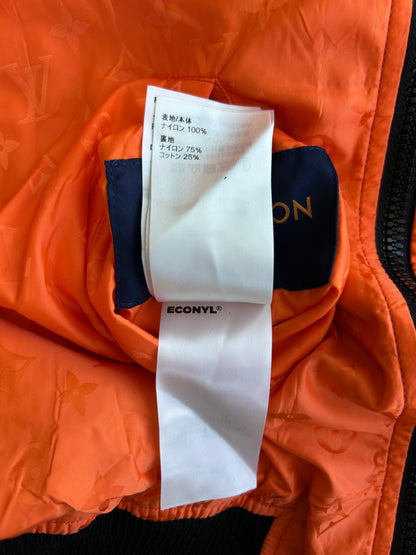 表地/本体
ナイロン 100%
裏地
ナイロン 75%
コットン 25%
ON
ECONYL®